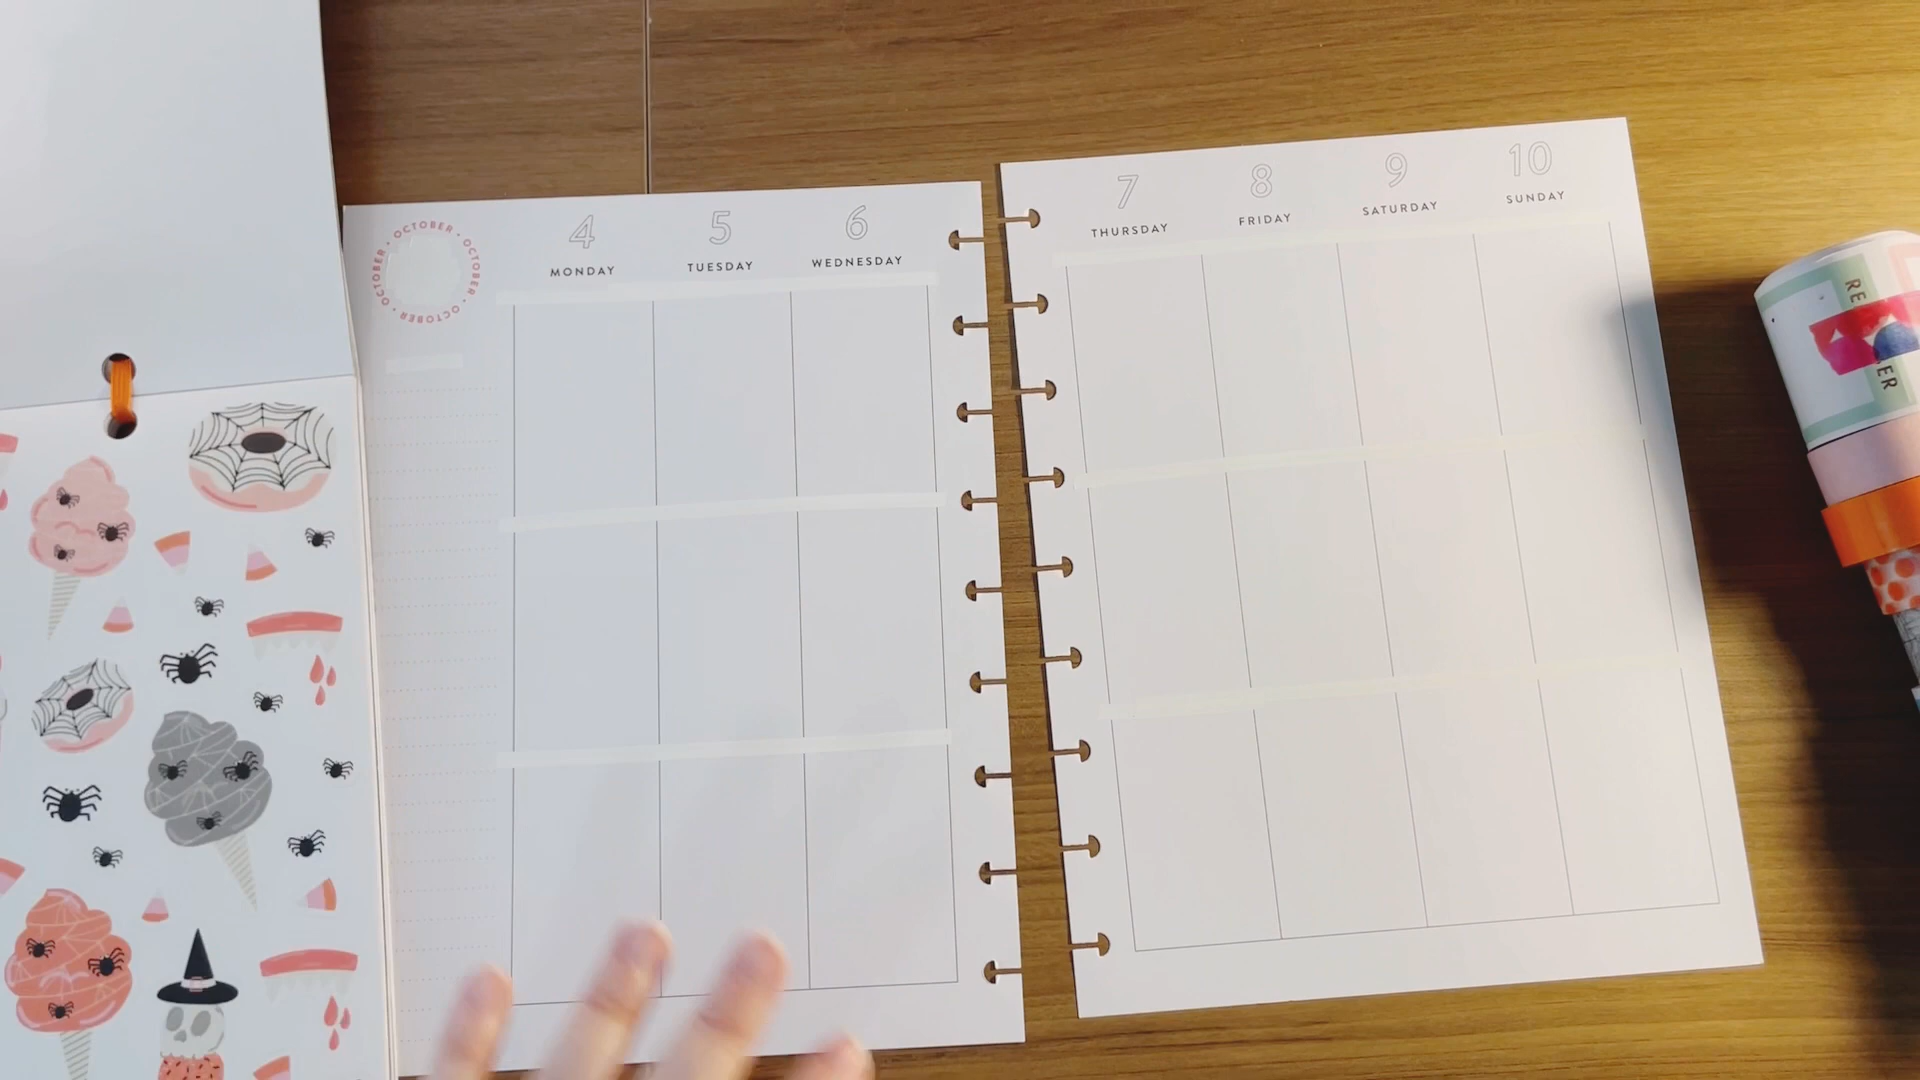 OCTOBER • OCTOBER • OCTOBER • OCTOBER •
4 5 6
MONDAY TUESDAY WEDNESDAY
7 8 9 10
THURSDAY FRIDAY SATURDAY SUNDAY